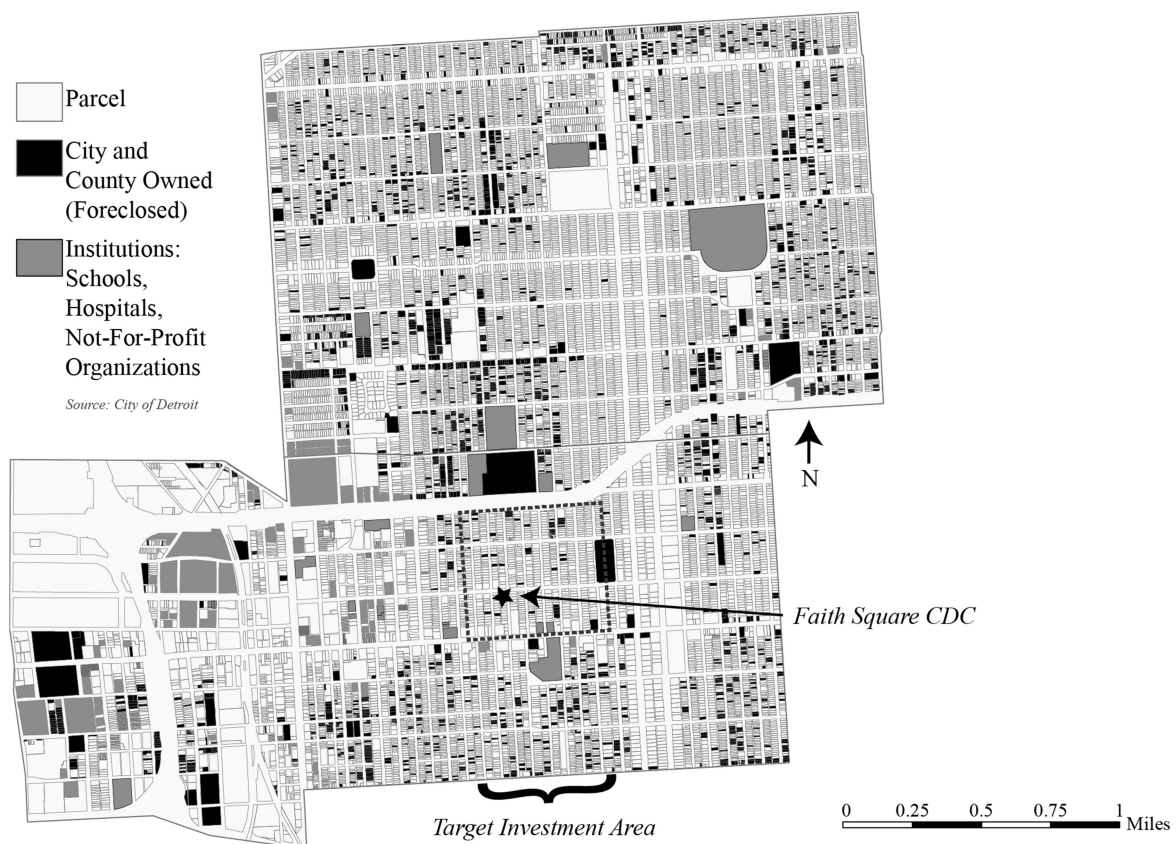 Parcel
City and
County Owned
(Foreclosed)
Institutions:
Schools,
Hospitals,
Not-For-Profit
Organizations
Source: City of Detroit
N
Faith Square CDC
Target Investment Area
0 0.25 0.5 0.75 1
Miles